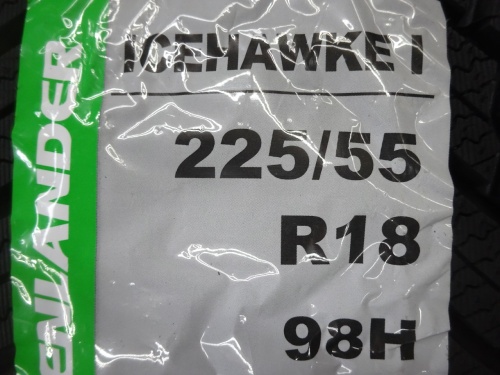 ICEHAWKE I
225/55
R18
98H
ENLANDER